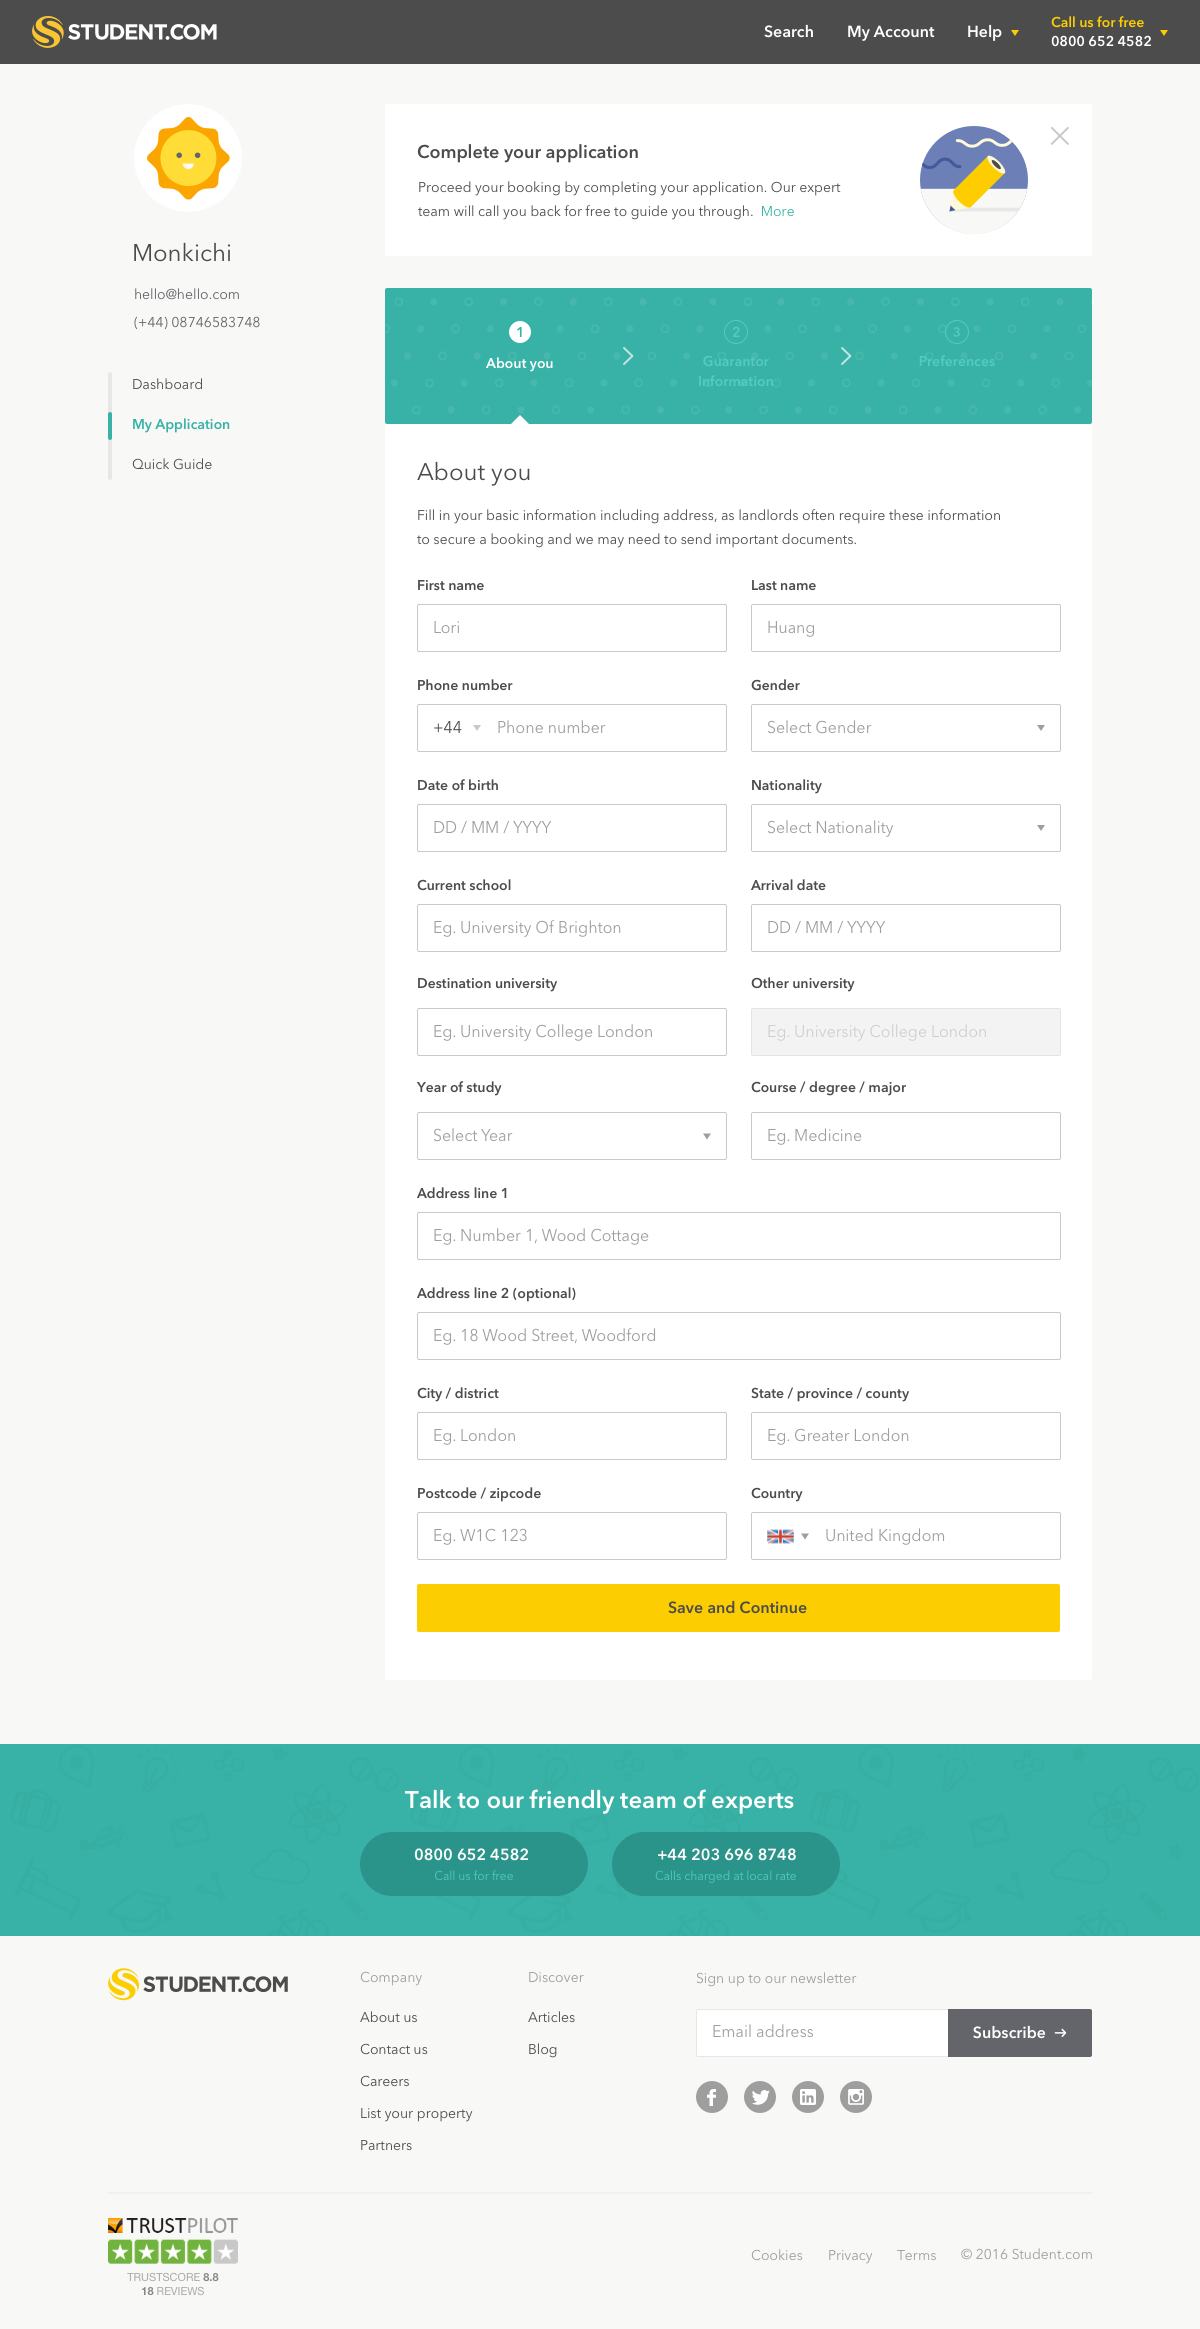 STUDENT.COM
Search
My Account
Help
Call us for free
0800 652 4582
Monkichi
hello@hello.com
(+44) 08746583748
Dashboard
My Application
Quick Guide
Complete your application
Proceed your booking by completing your application. Our expert
team will call you back for free to guide you through. More
1
About you
2
Guarantor
Information
3
Preferences
About you
Fill in your basic information including address, as landlords often require these information
to secure a booking and we may need to send important documents.
First name
Last name
Lori
Huang
Phone number
Gender
+44 Phone number
Select Gender
Date of birth
Nationality
DD / MM / YYYY
Select Nationality
Current school
Arrival date
Eg. University Of Brighton
DD / MM / YYYY
Destination university
Other university
Eg. University College London
Eg. University College London
Year of study
Course / degree / major
Select Year
Eg. Medicine
Address line 1
Eg. Number 1, Wood Cottage
Address line 2 (optional)
Eg. 18 Wood Street, Woodford
City / district
State / province / county
Eg. London
Eg. Greater London
Postcode / zipcode
Country
Eg. W1C 123
United Kingdom
Save and Continue
Talk to our friendly team of experts
0800 652 4582
Call us for free
+44 203 696 8748
Calls charged at local rate
STUDENT.COM
Company
About us
Contact us
Careers
List your property
Partners
Discover
Articles
Blog
Sign up to our newsletter
Email address
Subscribe →
TRUSTPILOT
TRUSTSCORE 8.8
18 REVIEWS
Cookies
Privacy
Terms
© 2016 Student.com